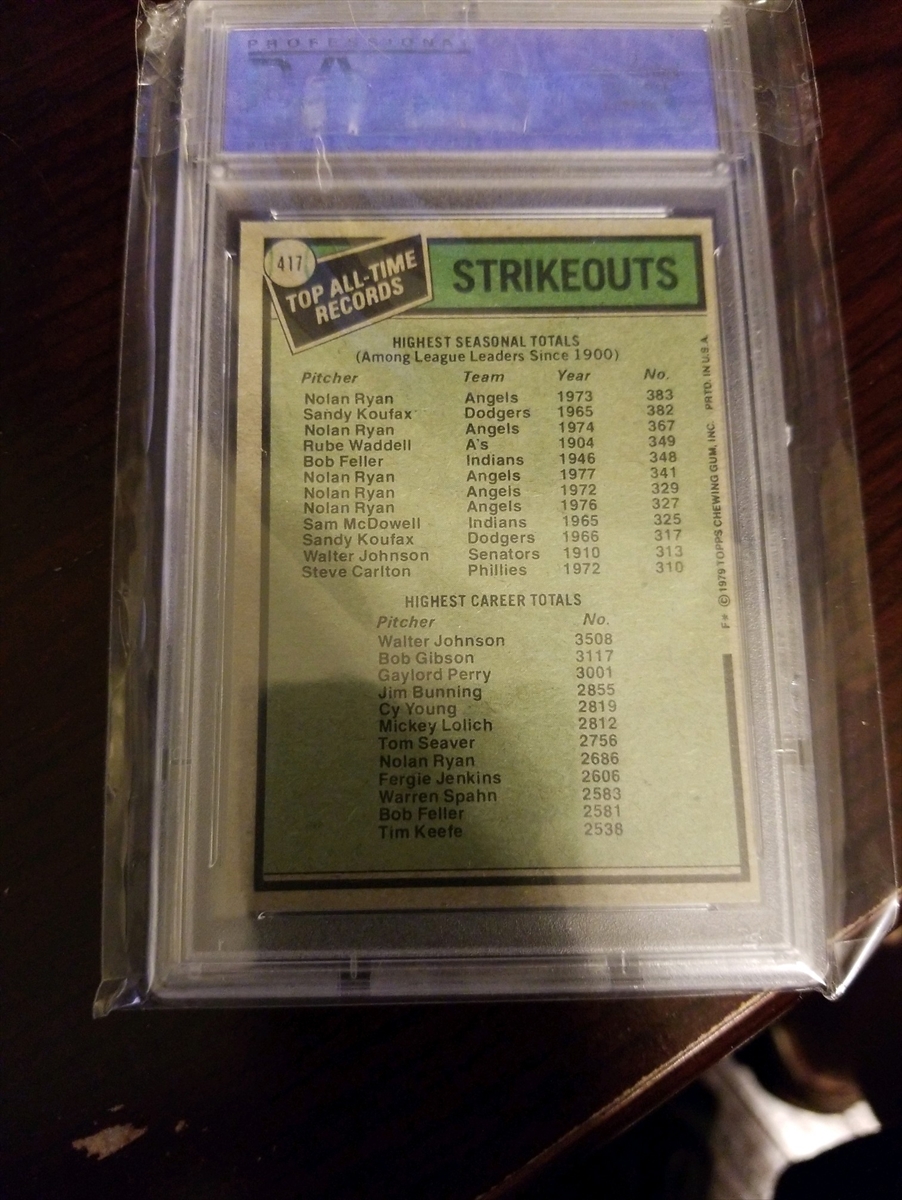 PROFESSIONAL
417
TOP ALL-TIME
RECORDS
STRIKEOUTS
HIGHEST SEASONAL TOTALS
(Among League Leaders Since 1900)
Pitcher Team Year No.
Nolan Ryan Angels 1973 383
Sandy Koufax Dodgers 1965 382
Nolan Ryan Angels 1974 367
Rube Waddell A's 1904 349
Bob Feller Indians 1946 348
Nolan Ryan Angels 1977 341
Nolan Ryan Angels 1972 329
Nolan Ryan Angels 1976 327
Sam McDowell Indians 1965 325
Sandy Koufax Dodgers 1966 317
Walter Johnson Senators 1910 313
Steve Carlton Phillies 1972 310
HIGHEST CAREER TOTALS
Pitcher No.
Walter Johnson 3508
Bob Gibson 3117
Gaylord Perry 3001
Jim Bunning 2855
Cy Young 2819
Mickey Lolich 2812
Tom Seaver 2756
Nolan Ryan 2686
Fergie Jenkins 2606
Warren Spahn 2583
Bob Feller 2581
Tim Keefe 2538
F* © 1979 TOPPS CHEWING GUM, INC. PRTD. IN U.S.A.